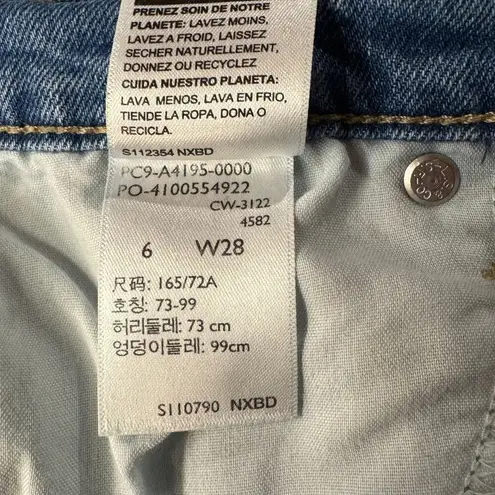 PRENEZ SOIN DE NOTRE
PLANETE: LAVEZ MOINS,
LAVEZ A FROID, LAISSEZ
SECHER NATURELLEMENT,
DONNEZ OU RECYCLEZ
CUIDA NUESTRO PLANETA:
LAVA MENOS, LAVA EN FRIO,
TIENDE LA ROPA, DONA O
RECICLA.
S112354 NXBD
PC9-A4195-0000
PO-4100554922
CW-3122
4582
6 W28
尺码: 165/72A
호칭: 73-99
허리둘레: 73 cm
엉덩이둘레: 99cm
S110790 NXBD